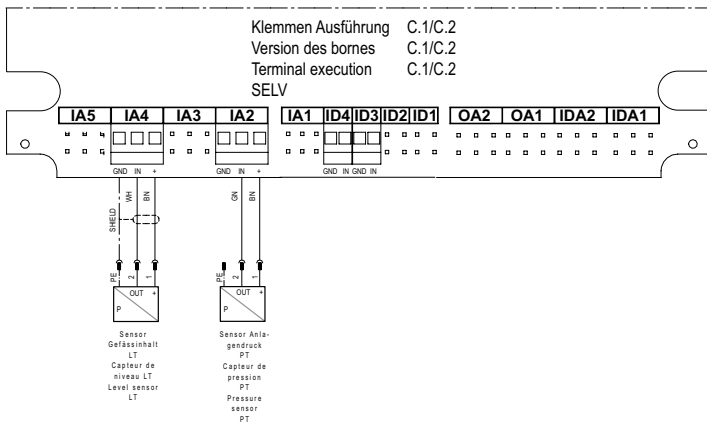 Klemmen Ausführung C.1/C.2
Version des bornes C.1/C.2
Terminal execution C.1/C.2
SELV
IA5 IA4 IA3 IA2 IA1 ID4 ID3 ID2 ID1 OA2 OA1 IDA2 IDA1
GND IN + GND IN + GND IN GND IN
SHIELD WH BN GN BN
PE 2 1 PE 2 1
OUT + OUT +
P P
Sensor
Gefässinhalt
LT
Capteur de
niveau LT
Level sensor
LT
Sensor Anla-
gendruck
PT
Capteur de
pression
PT
Pressure
sensor
PT